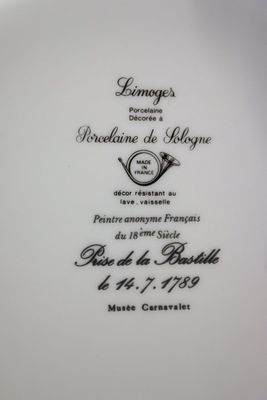 Limoges
Porcelaine
Décorée à
Porcelaine de Sologne
MADE
IN
FRANCE
décor résistant au
lave, vaisselle
Peintre anonyme Français
du 18ème Siècle
Prise de la Bastille
le 14.7.1789
Musée Carnavalet